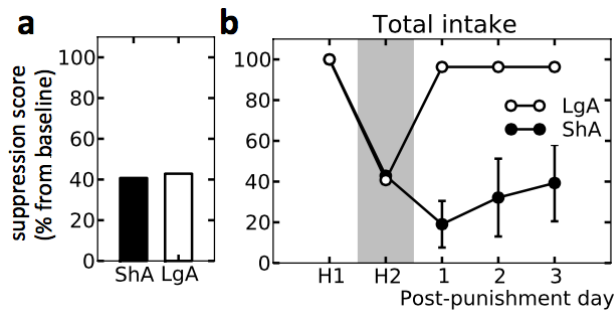 a
suppression score
(% from baseline)
100
80
60
40
20
0
ShA LgA
b
Total intake
100
80
60
40
20
0
LgA
ShA
H1 H2 1 2 3
Post-punishment day